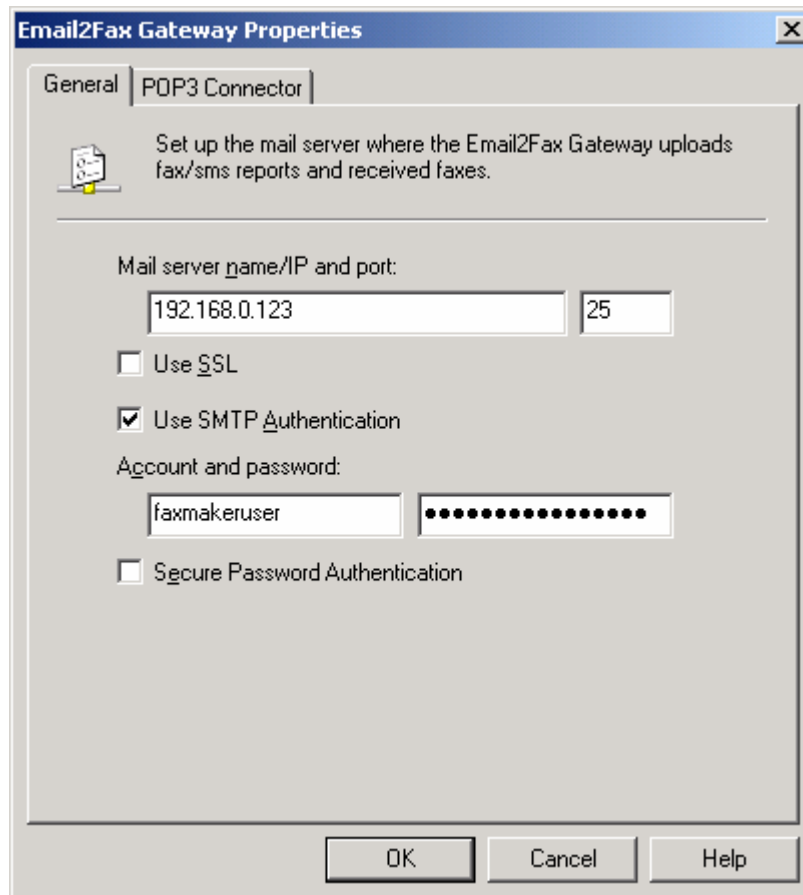 Email2Fax Gateway Properties
General POP3 Connector
Set up the mail server where the Email2Fax Gateway uploads
fax/sms reports and received faxes.
Mail server name/IP and port:
192.168.0.123 25
Use SSL
Use SMTP Authentication
Account and password:
faxmakeruser ●●●●●●●●●●●●●●●●
Secure Password Authentication
OK Cancel Help